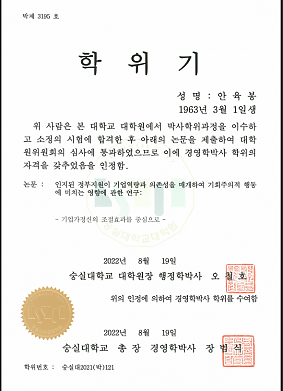 박제 3195 호
학 위 기
성 명 : 안 육 봉
1963년 3월 1일생
위 사람은 본 대학교 대학원에서 박사학위과정을 이수하
고 소정의 시험에 합격한 후 아래의 논문을 제출하여 대학
원위원회의 심사에 통과하였으므로 이에 경영학박사 학위의
자격을 갖추었음을 인정함.
논문 : 인지된 정부지원이 기업역량과 의존성을 매개하여 기회주의적 행동
에 미치는 영향에 관한 연구:
- 기업가정신의 조절효과를 중심으로 -
2022년 8월 19일
숭실대학교 대학원장 행정학박사 오 철 호
위의 인정에 의하여 경영학박사 학위를 수여함
2022년 8월 19일
숭실대학교 총 장 경영학박사 장 범 식
학위번호 : 숭실대2021(박)121